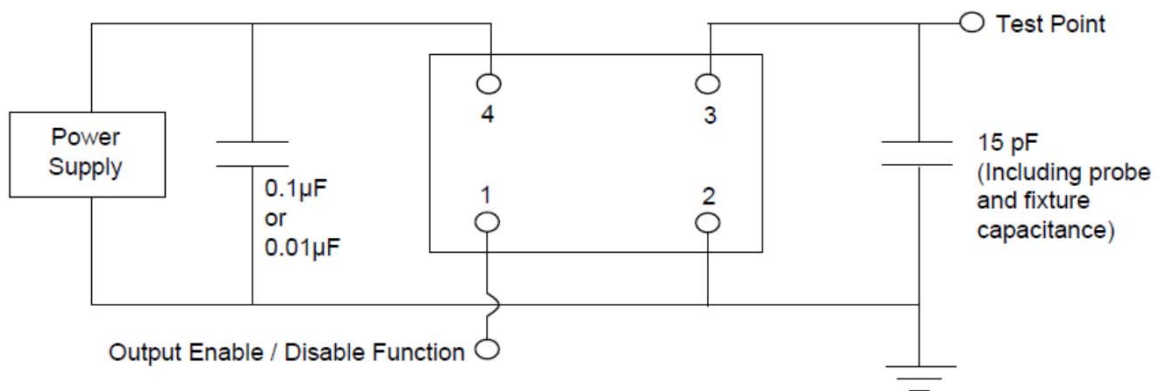 Test Point
4
3
Power
Supply
15 pF
(Including probe
and fixture
capacitance)
0.1µF
or
0.01µF
1
2
Output Enable / Disable Function